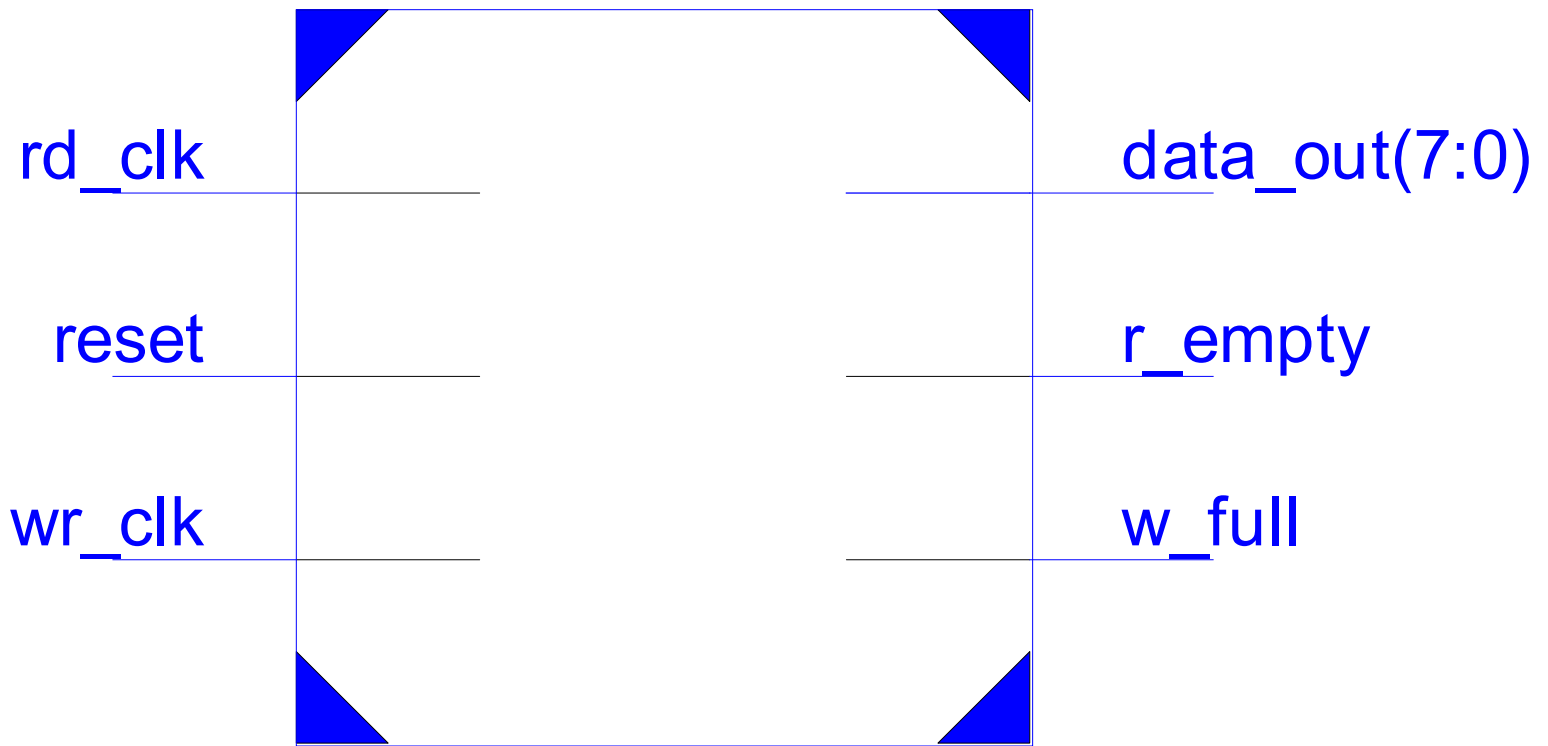 rd_clk
data_out(7:0)
reset
r_empty
wr_clk
w_full